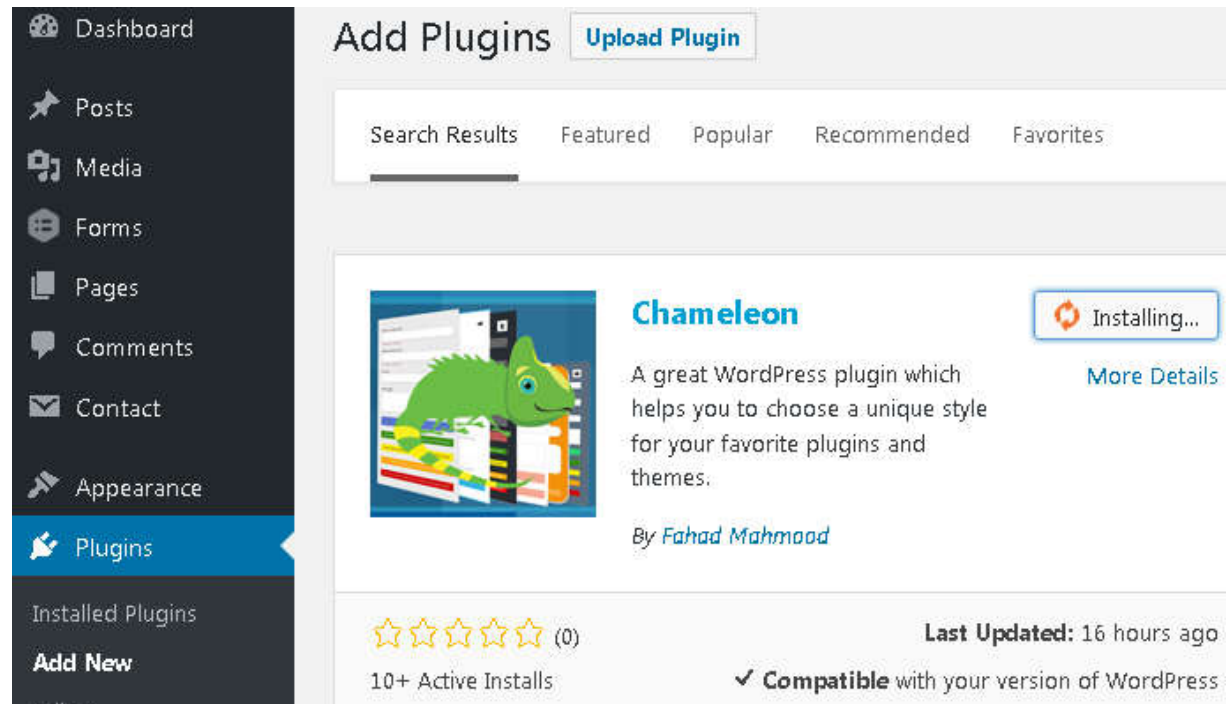 Dashboard
Posts
Media
Forms
Pages
Comments
Contact
Appearance
Plugins
Installed Plugins
Add New
Add Plugins Upload Plugin
Search Results Featured Popular Recommended Favorites
Chameleon
Installing...
More Details
A great WordPress plugin which
helps you to choose a unique style
for your favorite plugins and
themes.
By Fahad Mahmood
(0)
10+ Active Installs
Last Updated: 16 hours ago
Compatible with your version of WordPress